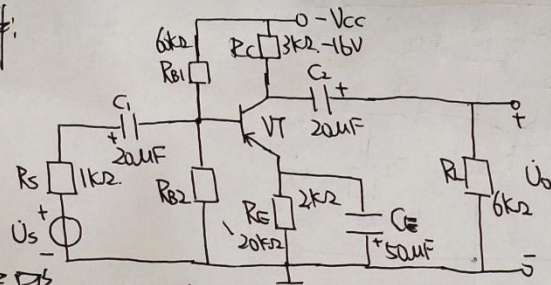 -Vcc
60kΩ
Rc
3kΩ
-16V
RB1
C2
+
C1
+
20μF
VT
20μF
+
Rs
1kΩ
RB2
RL
U̇o
+
U̇s
RE
2kΩ
6kΩ
CE
20kΩ
+
50μF
-
-